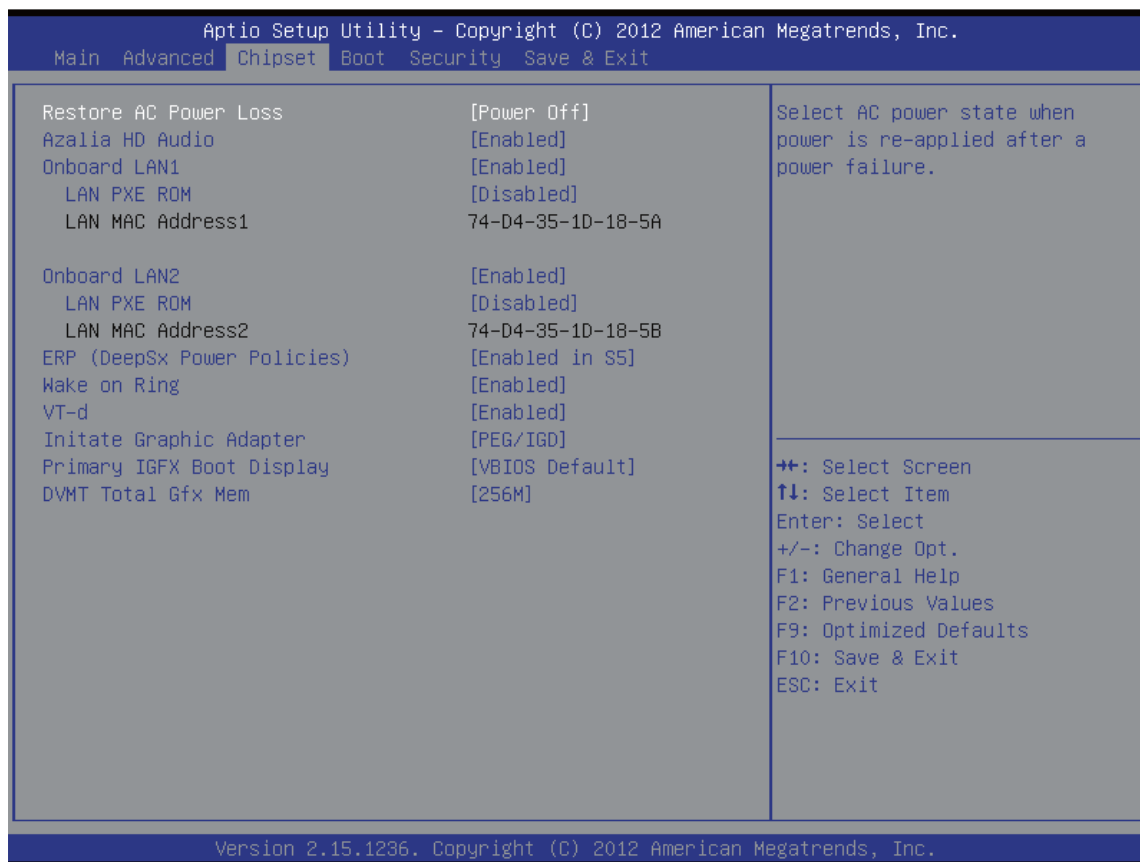 Aptio Setup Utility – Copyright (C) 2012 American Megatrends, Inc.
Main Advanced Chipset Boot Security Save & Exit
Restore AC Power Loss [Power Off]
Azalia HD Audio [Enabled]
Onboard LAN1 [Enabled]
LAN PXE ROM [Disabled]
LAN MAC Address1 74-D4-35-1D-18-5A
Onboard LAN2 [Enabled]
LAN PXE ROM [Disabled]
LAN MAC Address2 74-D4-35-1D-18-5B
ERP (DeepSx Power Policies) [Enabled in S5]
Wake on Ring [Enabled]
VT-d [Enabled]
Initate Graphic Adapter [PEG/IGD]
Primary IGFX Boot Display [VBIOS Default]
DVMT Total Gfx Mem [256M]
Select AC power state when
power is re-applied after a
power failure.
→←: Select Screen
↑↓: Select Item
Enter: Select
+/-: Change Opt.
F1: General Help
F2: Previous Values
F9: Optimized Defaults
F10: Save & Exit
ESC: Exit
Version 2.15.1236. Copyright (C) 2012 American Megatrends, Inc.